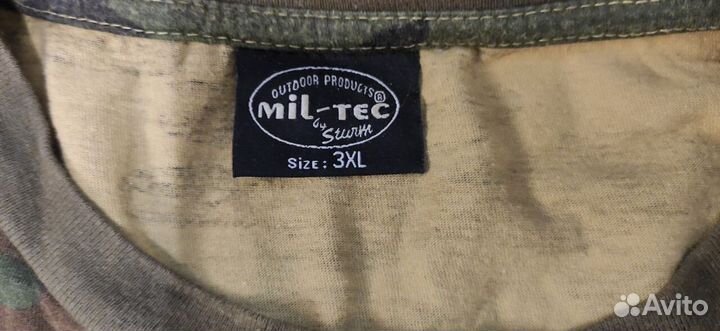 OUTDOOR PRODUCTS®
MiL-TEC
by Sturm
SiZE: 3XL
Avito